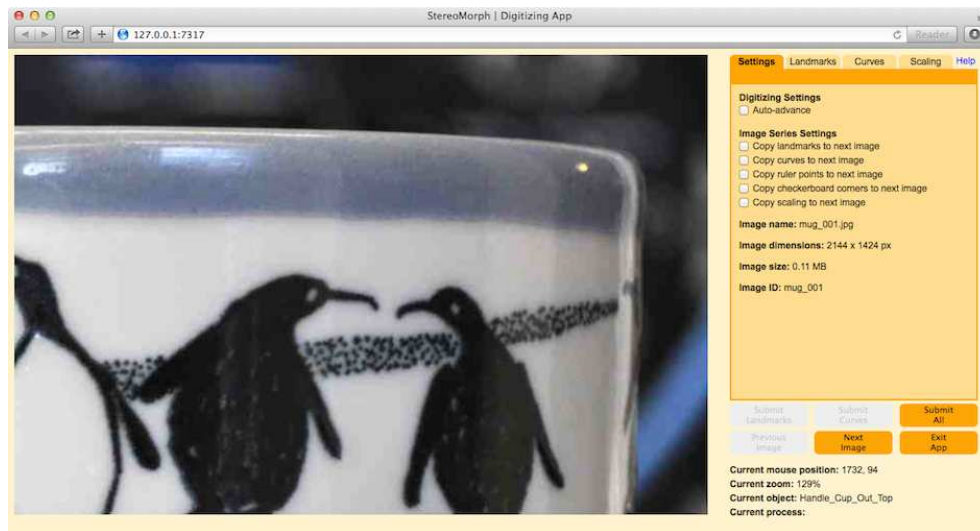 StereoMorph | Digitizing App
127.0.0.1:7317
Reader
Settings Landmarks Curves Scaling Help
Digitizing Settings
Auto-advance
Image Series Settings
Copy landmarks to next image
Copy curves to next image
Copy ruler points to next image
Copy checkerboard corners to next image
Copy scaling to next image
Image name: mug_001.jpg
Image dimensions: 2144 x 1424 px
Image size: 0.11 MB
Image ID: mug_001
Submit Landmarks
Submit Curves
Submit All
Previous Image
Next Image
Exit App
Current mouse position: 1732, 94
Current zoom: 129%
Current object: Handle_Cup_Out_Top
Current process: